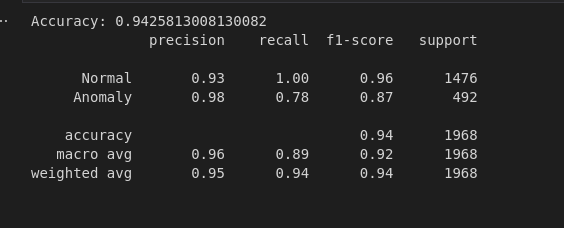 Accuracy: 0.9425813008130082
precision recall f1-score support
Normal 0.93 1.00 0.96 1476
Anomaly 0.98 0.78 0.87 492
accuracy 0.94 1968
macro avg 0.96 0.89 0.92 1968
weighted avg 0.95 0.94 0.94 1968